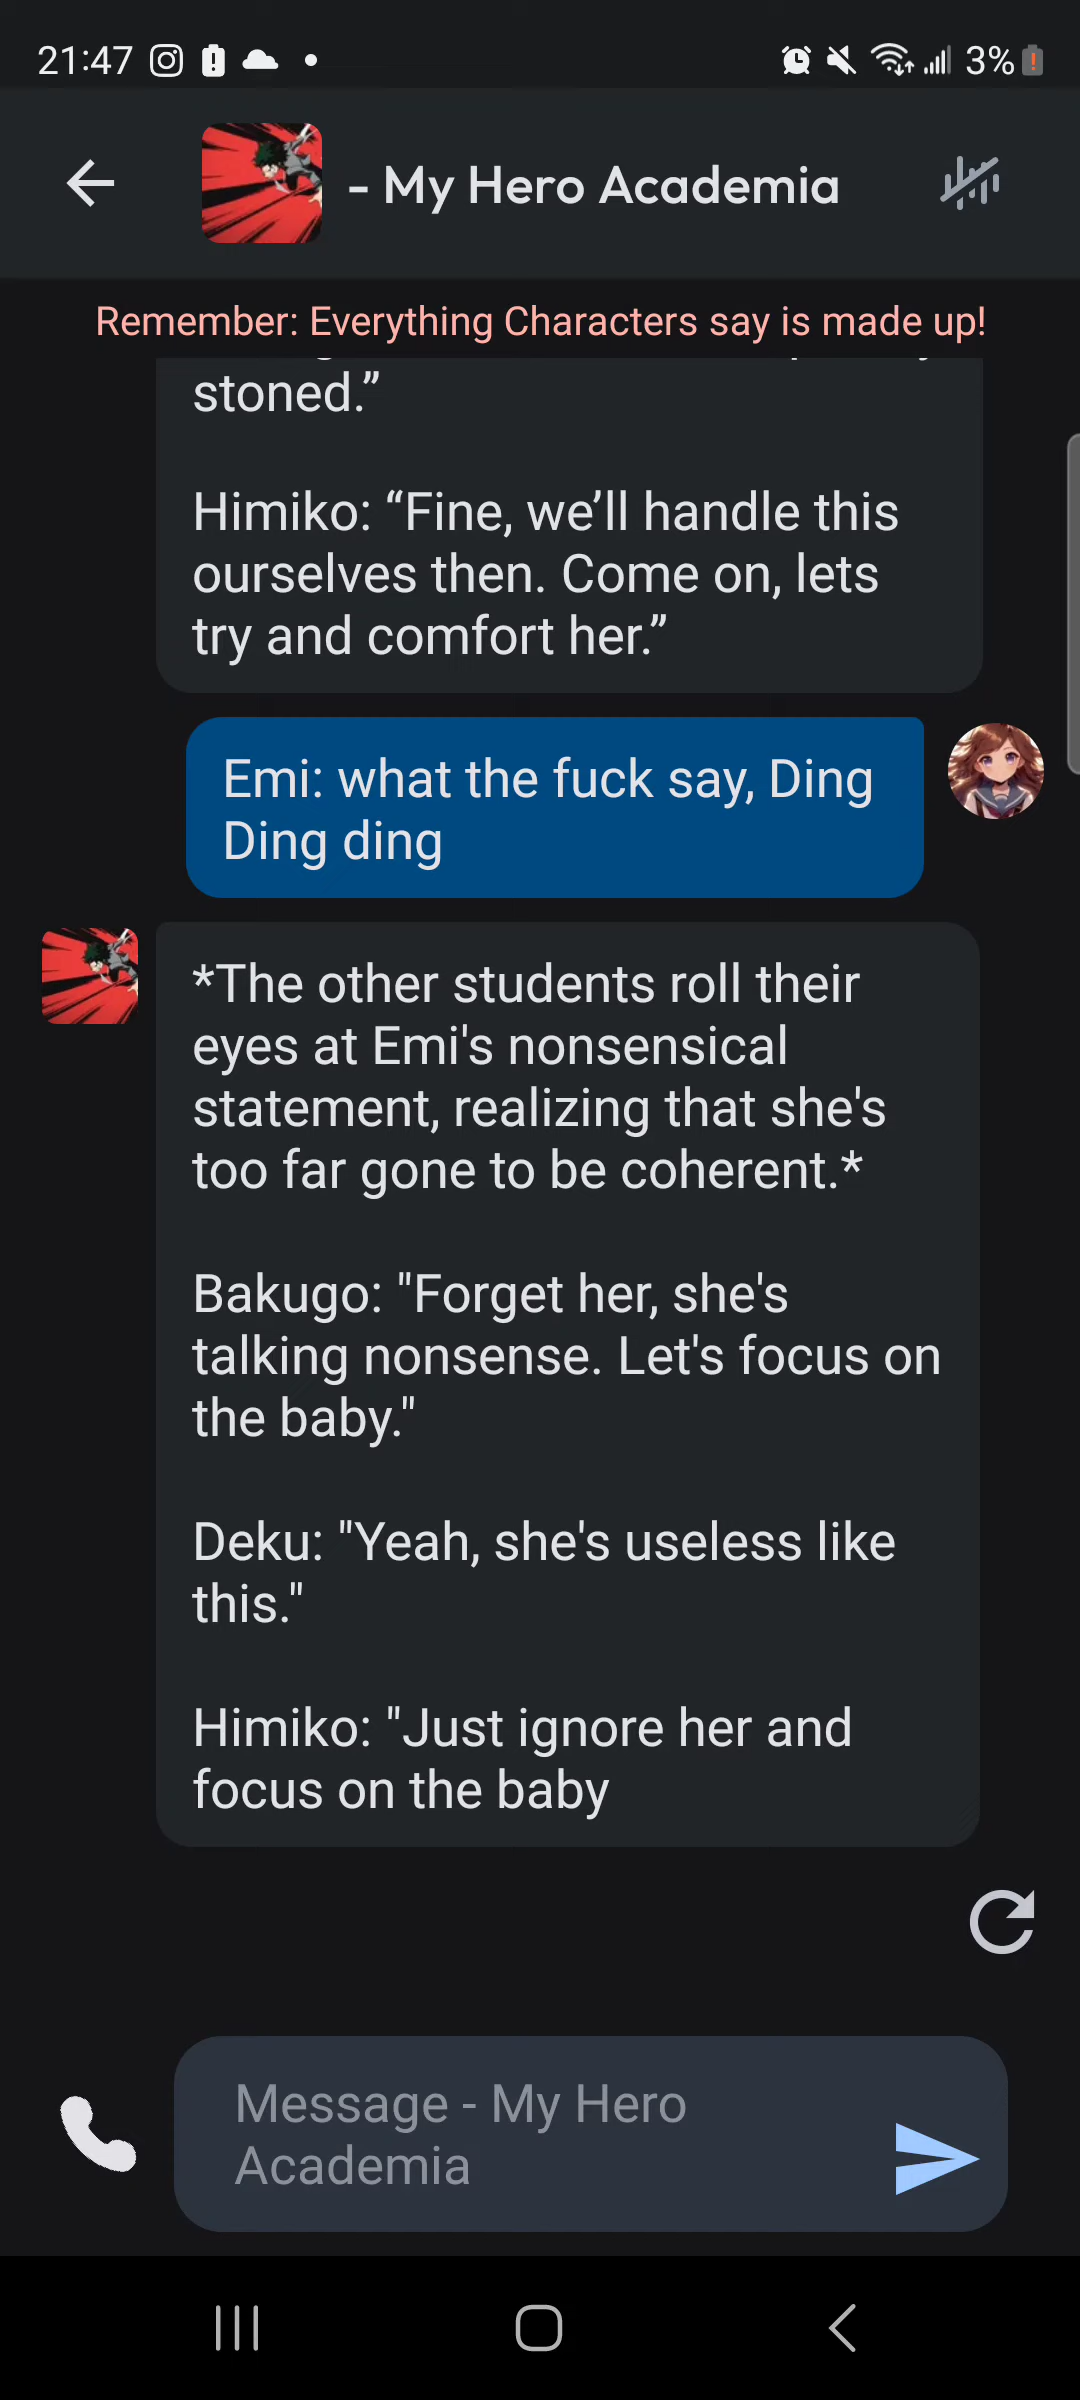 21:47
3%
- My Hero Academia
Remember: Everything Characters say is made up!
stoned.”
Himiko: “Fine, we’ll handle this
ourselves then. Come on, lets
try and comfort her.”
Emi: what the fuck say, Ding
Ding ding
*The other students roll their
eyes at Emi's nonsensical
statement, realizing that she's
too far gone to be coherent.*
Bakugo: "Forget her, she's
talking nonsense. Let's focus on
the baby."
Deku: "Yeah, she's useless like
this."
Himiko: "Just ignore her and
focus on the baby
Message - My Hero
Academia